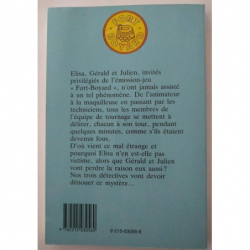 FORT
BOYARD
Elisa, Gérald et Julien, invités
privilégiés de l'émission-jeu
« Fort-Boyard », n'ont jamais assisté
à un tel phénomène. De l'animateur
à la maquilleuse en passant par les
techniciens, tous les membres de
l'équipe de tournage se mettent à
délirer, chacun à son tour, pendant
quelques minutes, comme s'ils étaient
devenus fous.
D'où vient ce mal étrange et
pourquoi Elisa n'en est-elle pas
victime, alors que Gérald et Julien
vont perdre la raison eux aussi ?
Nos trois détectives vont devoir
dénouer ce mystère...